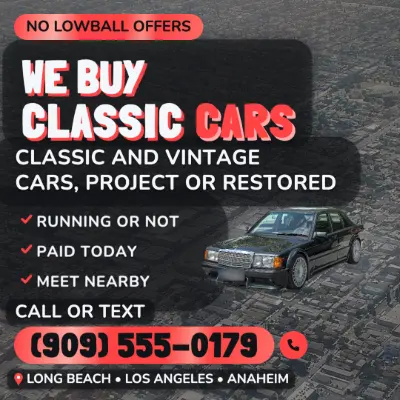 NO LOWBALL OFFERS
WE BUY
CLASSIC CARS
CLASSIC AND VINTAGE
CARS, PROJECT OR RESTORED
RUNNING OR NOT
PAID TODAY
MEET NEARBY
CALL OR TEXT
(909) 555-0179
LONG BEACH • LOS ANGELES • ANAHEIM